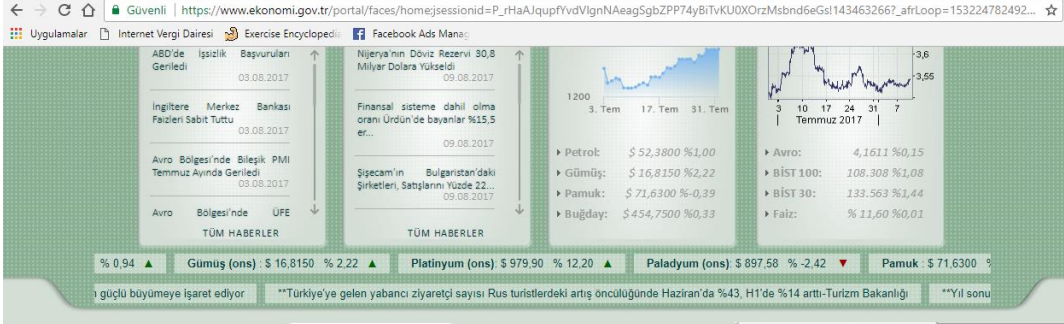 Güvenli | https://www.ekonomi.gov.tr/portal/faces/home;jsessionid=P_rHaAJqupfYvdVIgnNAeagSgbZPP74yBiTvKU0XOrzMsbnd6eGs!143463266?_afrLoop=153224782492...
Uygulamalar Internet Vergi Dairesi Exercise Encyclopedia Facebook Ads Manag
ABD'de İşsizlik Başvuruları
Geriledi
03.08.2017
İngiltere Merkez Bankası
Faizleri Sabit Tuttu
03.08.2017
Avro Bölgesi'nde Bileşik PMI
Temmuz Ayında Geriledi
03.08.2017
Avro Bölgesi'nde ÜFE
TÜM HABERLER
Nijerya'nın Döviz Rezervi 30,8
Milyar Dolara Yükseldi
09.08.2017
Finansal sisteme dahil olma
oranı Ürdün'de bayanlar %15,5
er...
09.08.2017
Şişecam'ın Bulgaristan'daki
Şirketleri, Satışlarını Yüzde 22...
09.08.2017
TÜM HABERLER
1200
3. Tem 17. Tem 31. Tem
Petrol: $ 52,3800 %1,00
Gümüş: $ 16,8150 %2,22
Pamuk: $ 71,6300 %-0,39
Buğday: $ 454,7500 %0,33
3,6
3,55
3 10 17 24 31 7
Temmuz 2017
Avro: 4,1611 %0,15
BİST 100: 108.308 %1,08
BİST 30: 133.563 %1,44
Faiz: % 11,60 %0,01
% 0,94 ▲ Gümüş (ons) : $ 16,8150 % 2,22 ▲ Platinyum (ons): $ 979,90 % 12,20 ▲ Paladyum (ons): $ 897,58 % -2,42 ▼ Pamuk : $ 71,6300 %
güçlü büyümeye işaret ediyor **Türkiye'ye gelen yabancı ziyaretçi sayısı Rus turistlerdeki artış öncülüğünde Haziran'da %43, H1'de %14 arttı-Turizm Bakanlığı **Yıl sonu